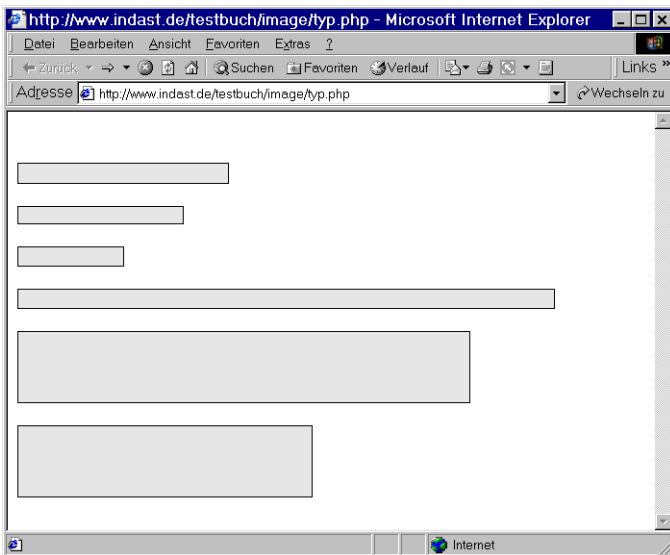 http://www.indast.de/testbuch/image/typ.php - Microsoft Internet Explorer
Datei Bearbeiten Ansicht Favoriten Extras ?
Zurück Suchen Favoriten Verlauf Links »
Adresse http://www.indast.de/testbuch/image/typ.php Wechseln zu
Internet